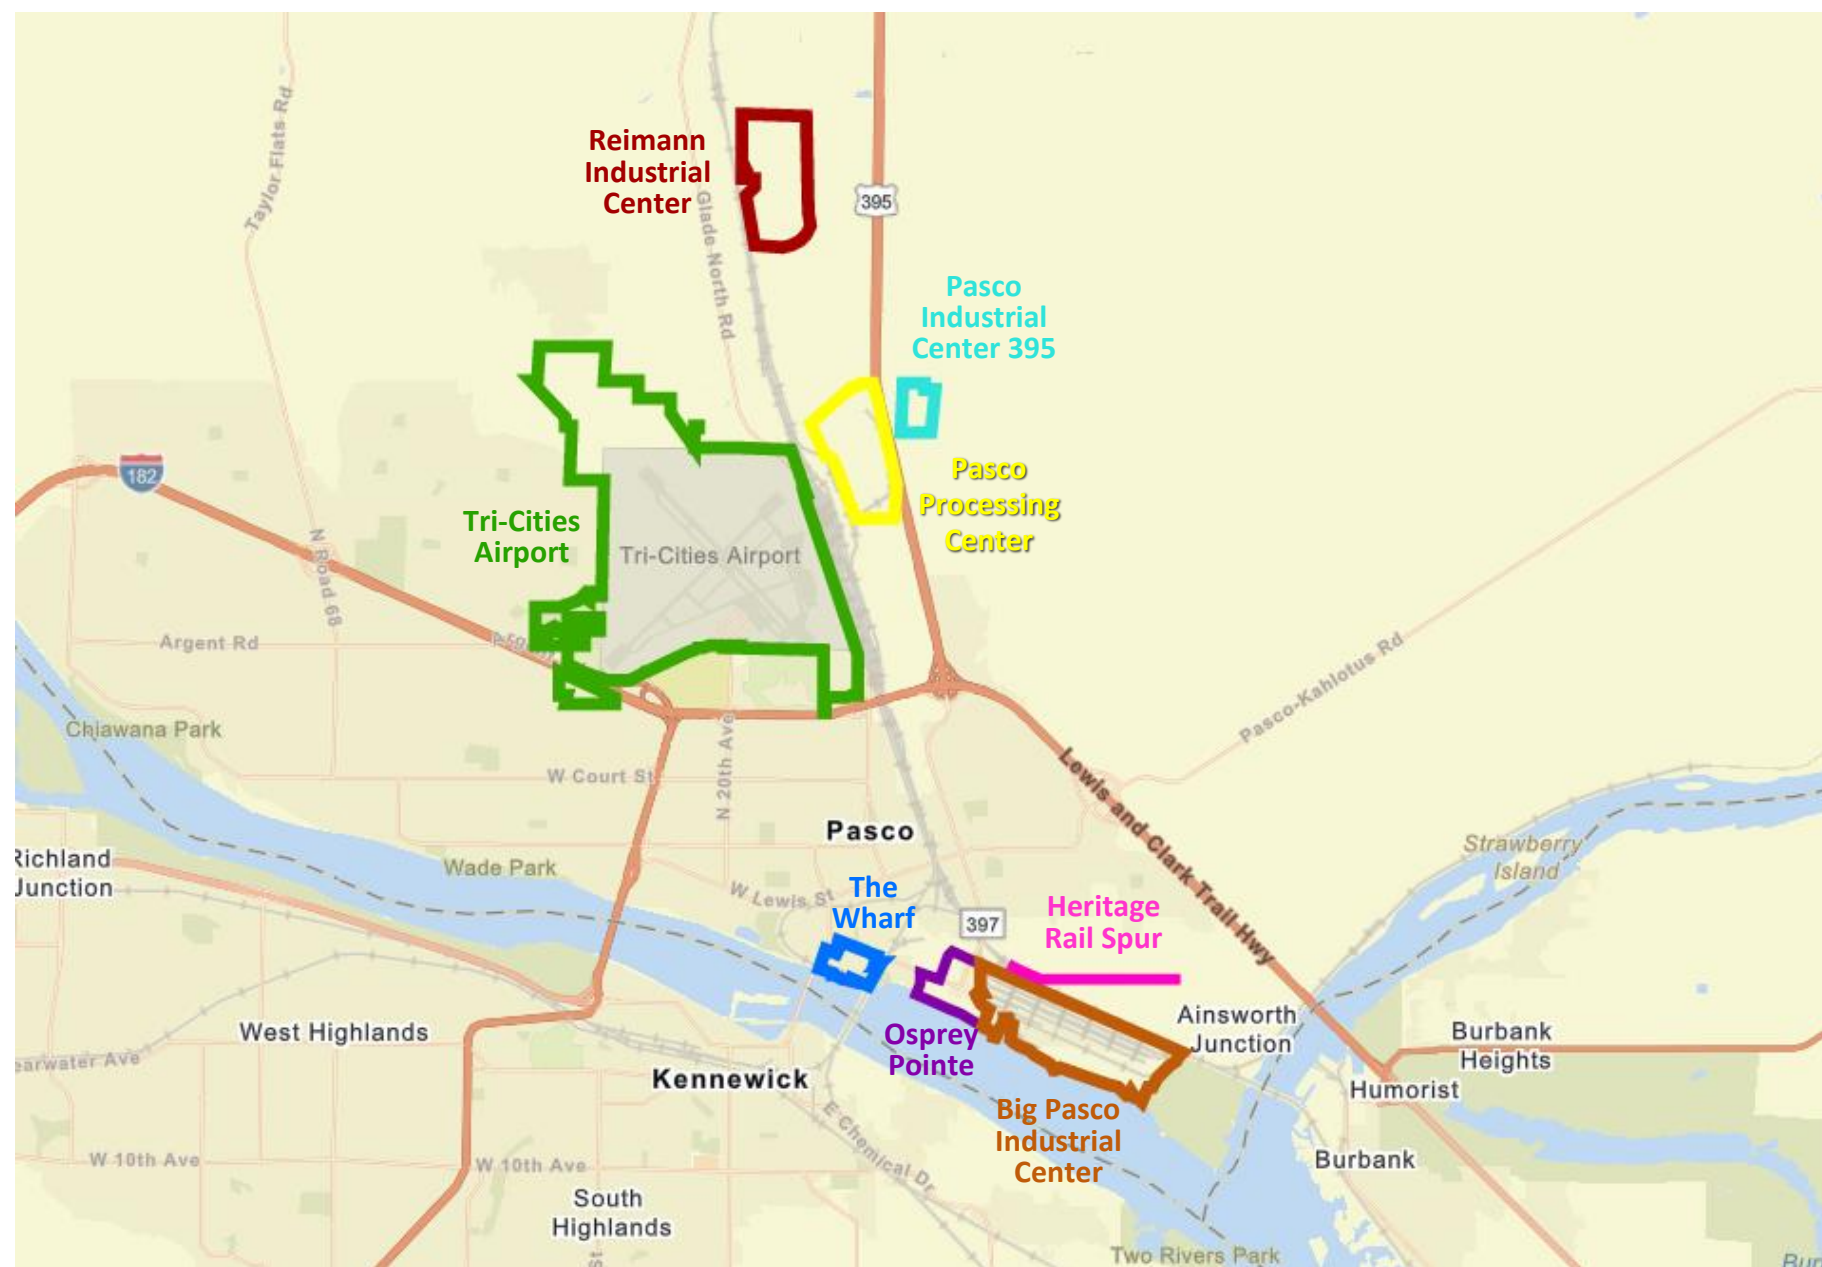 Taylor Flats Rd
Reimann
Industrial
Center
Glade North Rd
395
Pasco
Industrial
Center 395
182
Pasco
Processing
Center
Tri-Cities
Airport
Tri-Cities Airport
N Road 68
Argent Rd
Pasco-Kahlotus Rd
Chiawana Park
N 20th Ave
W Court St
Lewis and Clark Trail Hwy
Pasco
Strawberry
Island
Richland
Junction
Wade Park
W Lewis St
The
Wharf
397
Heritage
Rail Spur
Ainsworth
Junction
West Highlands
Osprey
Pointe
Burbank
Heights
Kennewick
Humorist
E Chemical Dr
Big Pasco
Industrial
Center
W 10th Ave
W 10th Ave
Burbank
South
Highlands
Two Rivers Park